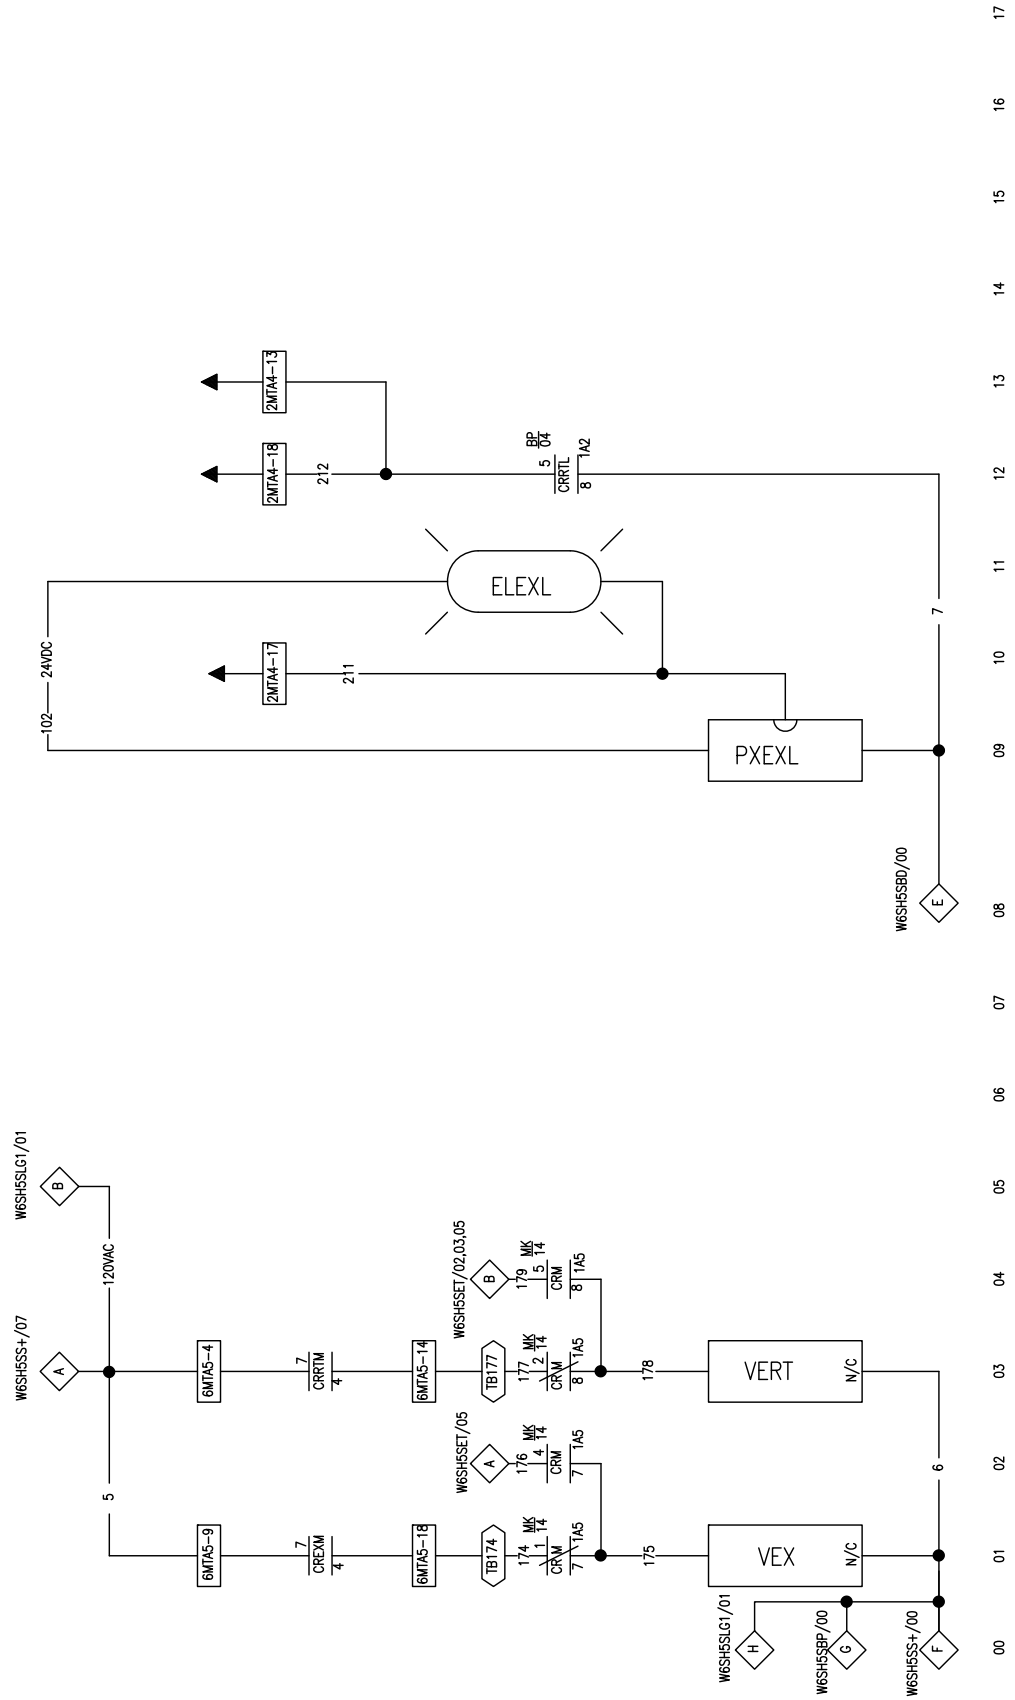 17
16
15
14
13
12
11
10
09
08
07
06
05
04
03
02
01
00
2MTA4-13
2MTA4-18
212
BP
04
5
CRRTL
8
1A2
ELEXL
24VDC
102
2MTA4-17
211
PXEXL
7
W6SH5SBD/00
E
W6SH5SLG1/01
B
120VAC
W6SH5SS+/07
A
5
6MTA5-4
7
CRRTM
4
6MTA5-14
TB177
177
MK
14
2
CRM
8
1A5
W6SH5SET/02,03,05
B
179
MK
14
5
CRM
8
1A5
178
VERT
N/C
W6SH5SET/05
A
176
MK
14
4
CRM
7
1A5
6MTA5-9
7
CREXM
4
6MTA5-18
TB174
174
MK
14
1
CRM
7
1A5
175
VEX
N/C
6
W6SH5SLG1/01
H
W6SH5SBP/00
G
W6SH5SS+/00
F